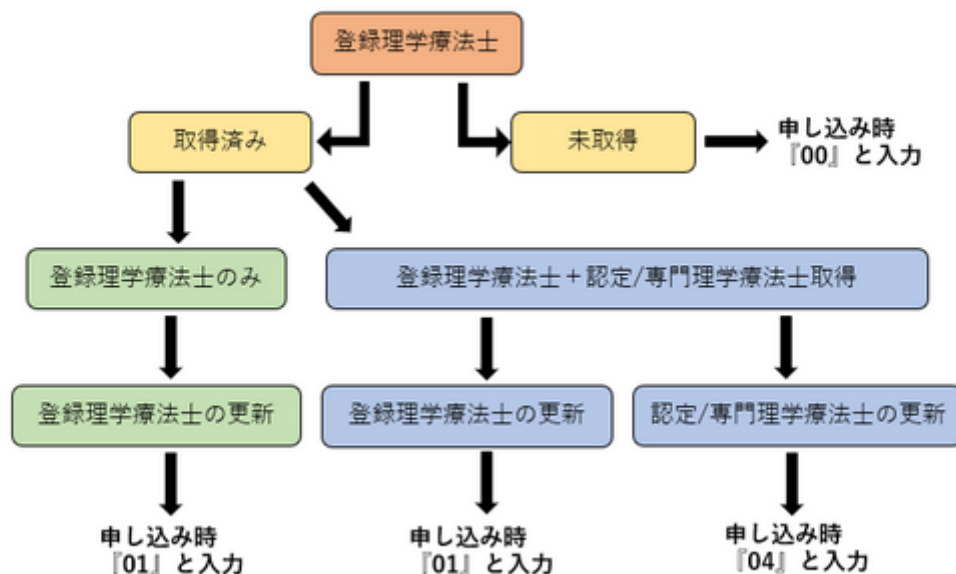 登録理学療法士
取得済み
未取得
申し込み時
『00』と入力
登録理学療法士のみ
登録理学療法士＋認定/専門理学療法士取得
登録理学療法士の更新
登録理学療法士の更新
認定/専門理学療法士の更新
申し込み時
『01』と入力
申し込み時
『01』と入力
申し込み時
『04』と入力